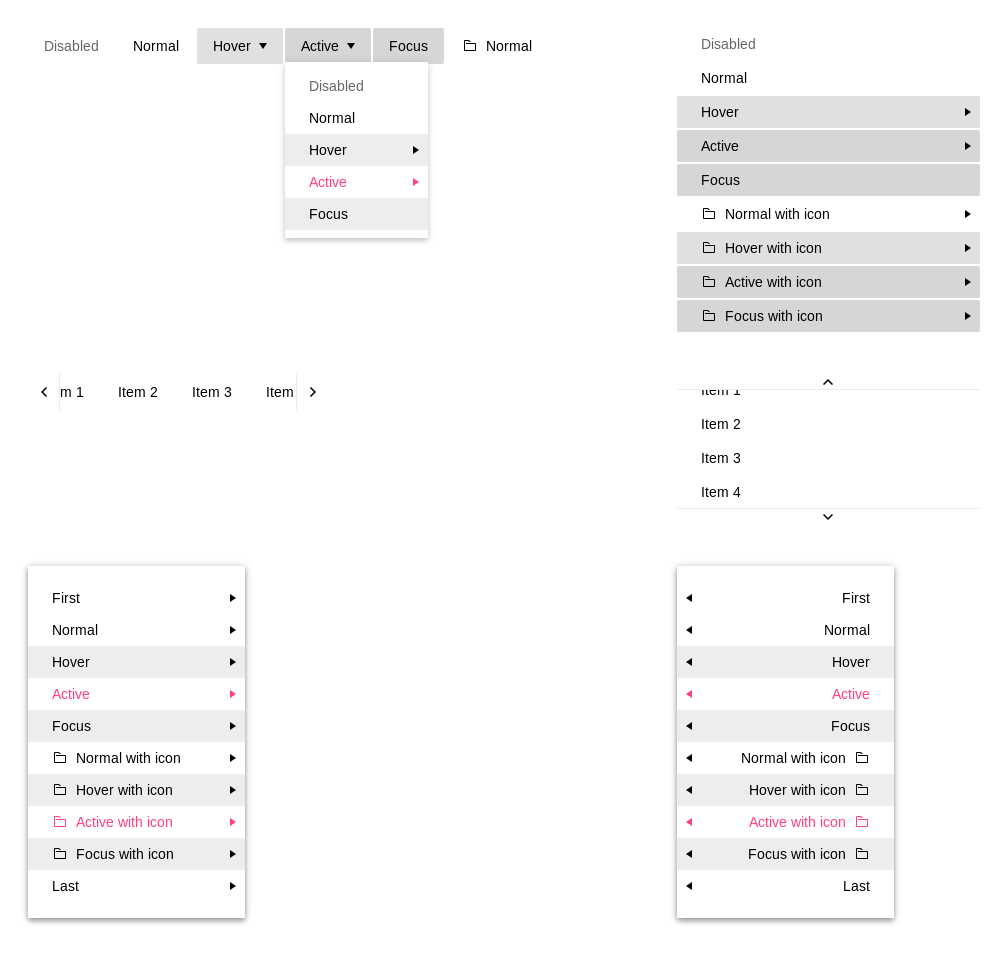 Disabled Normal Hover Active Focus Normal
Disabled
Normal
Hover
Active
Focus
Disabled
Normal
Hover
Active
Focus
Normal with icon
Hover with icon
Active with icon
Focus with icon
m 1 Item 2 Item 3 Item
Item 1
Item 2
Item 3
Item 4
First
Normal
Hover
Active
Focus
Normal with icon
Hover with icon
Active with icon
Focus with icon
Last
First
Normal
Hover
Active
Focus
Normal with icon
Hover with icon
Active with icon
Focus with icon
Last